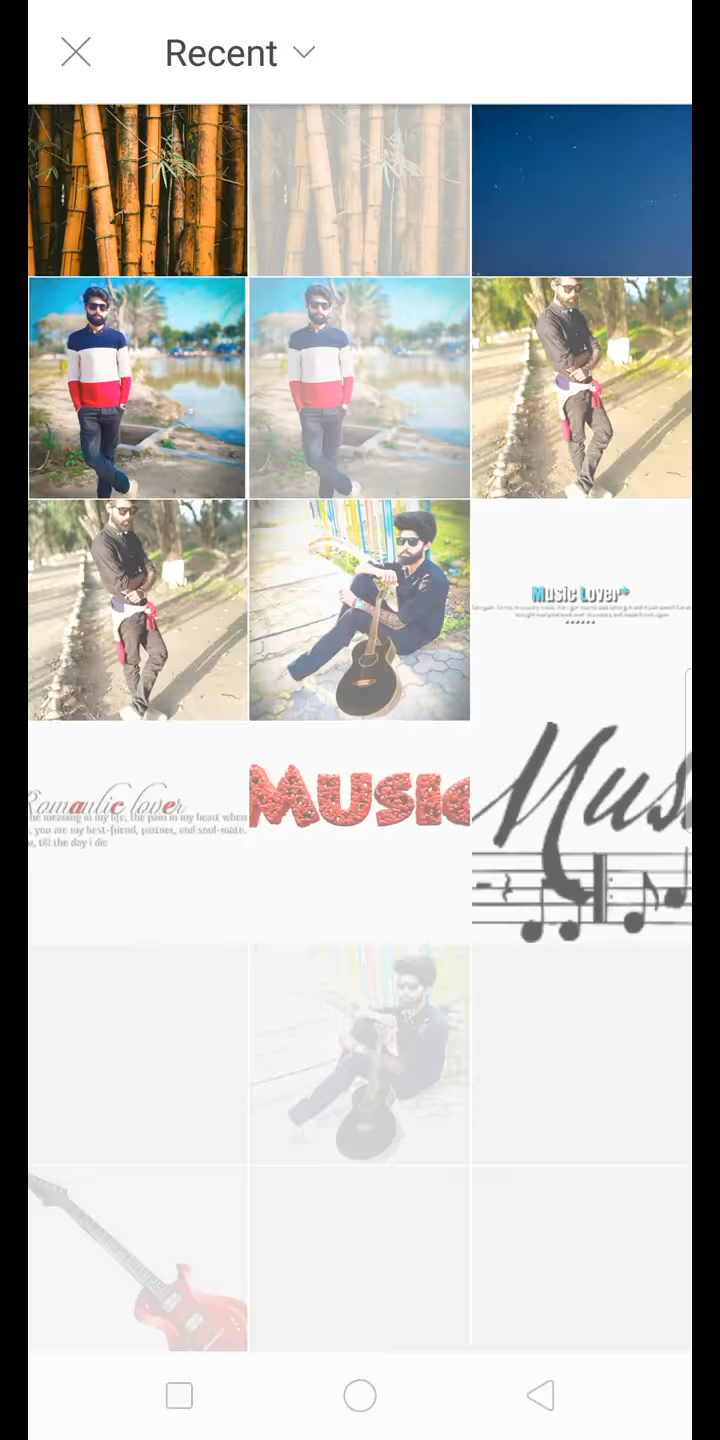 Recent
Music Lover+
Romantic lover
he meaning in my life, the pain in my heart when
, you are my best-friend, partner, and soul-mate.
u, till the day i die
MUSIC
Mus